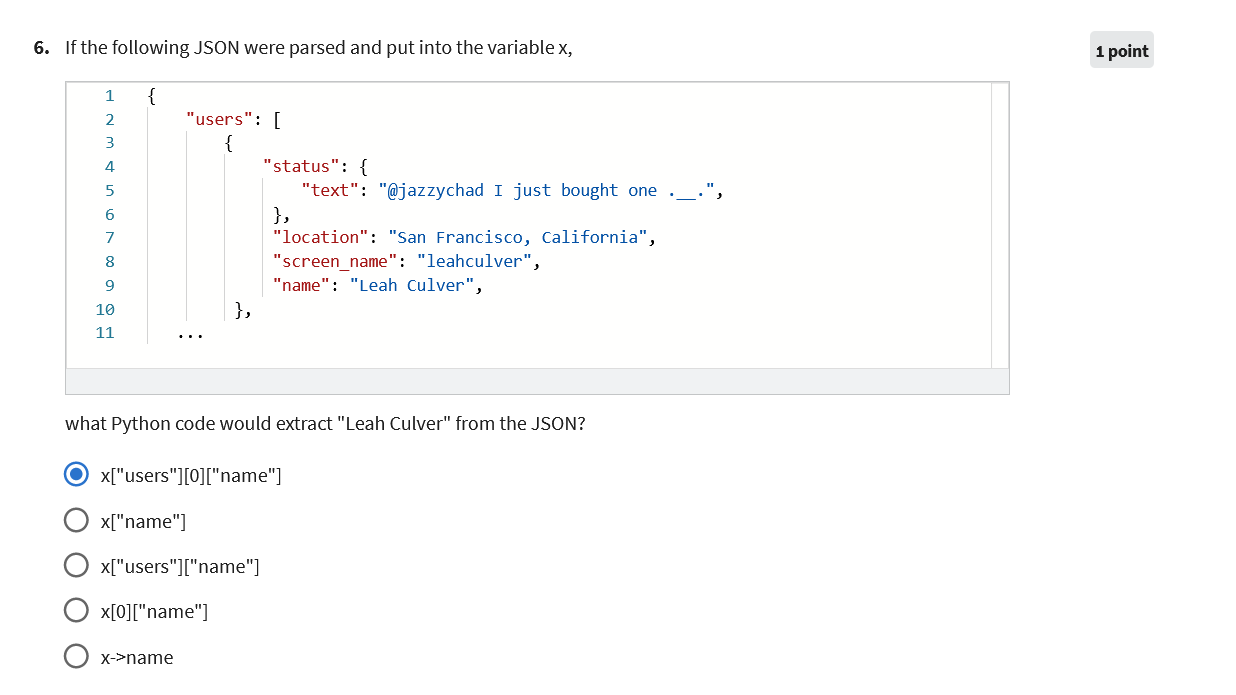 6. If the following JSON were parsed and put into the variable x,
1 point
1 {
2 "users": [
3 {
4 "status": {
5 "text": "@jazzychad I just bought one .__.",
6 },
7 "location": "San Francisco, California",
8 "screen_name": "leahculver",
9 "name": "Leah Culver",
10 },
11 ...
what Python code would extract "Leah Culver" from the JSON?
x["users"][0]["name"]
x["name"]
x["users"]["name"]
x[0]["name"]
x->name